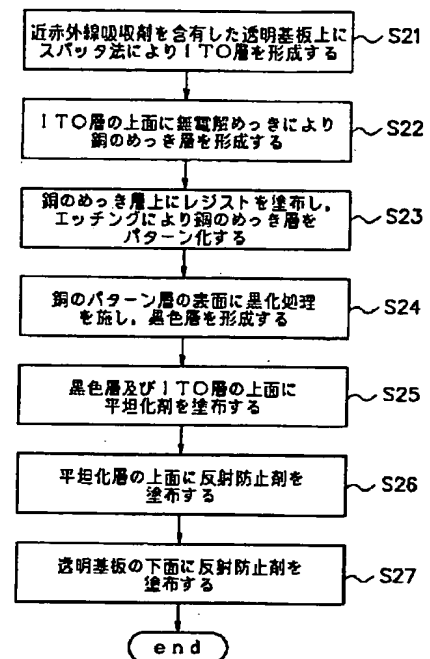 近赤外線吸収剤を含有した透明基板上に
スパッタ法によりITO層を形成する
S21
ITO層の上面に無電解めっきにより
銅のめっき層を形成する
S22
銅のめっき層上にレジストを塗布し,
エッチングにより銅のめっき層を
パターン化する
S23
銅のパターン層の表面に黒化処理
を施し,黒色層を形成する
S24
黒色層及びITO層の上面に
平坦化剤を塗布する
S25
平坦化層の上面に反射防止剤を
塗布する
S26
透明基板の下面に反射防止剤を
塗布する
S27
end